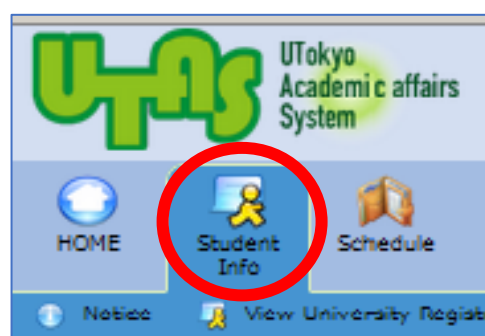 UTAS
UTokyo
Academic affairs
System
HOME
Student
Info
Schedule
Notice
View University Regist